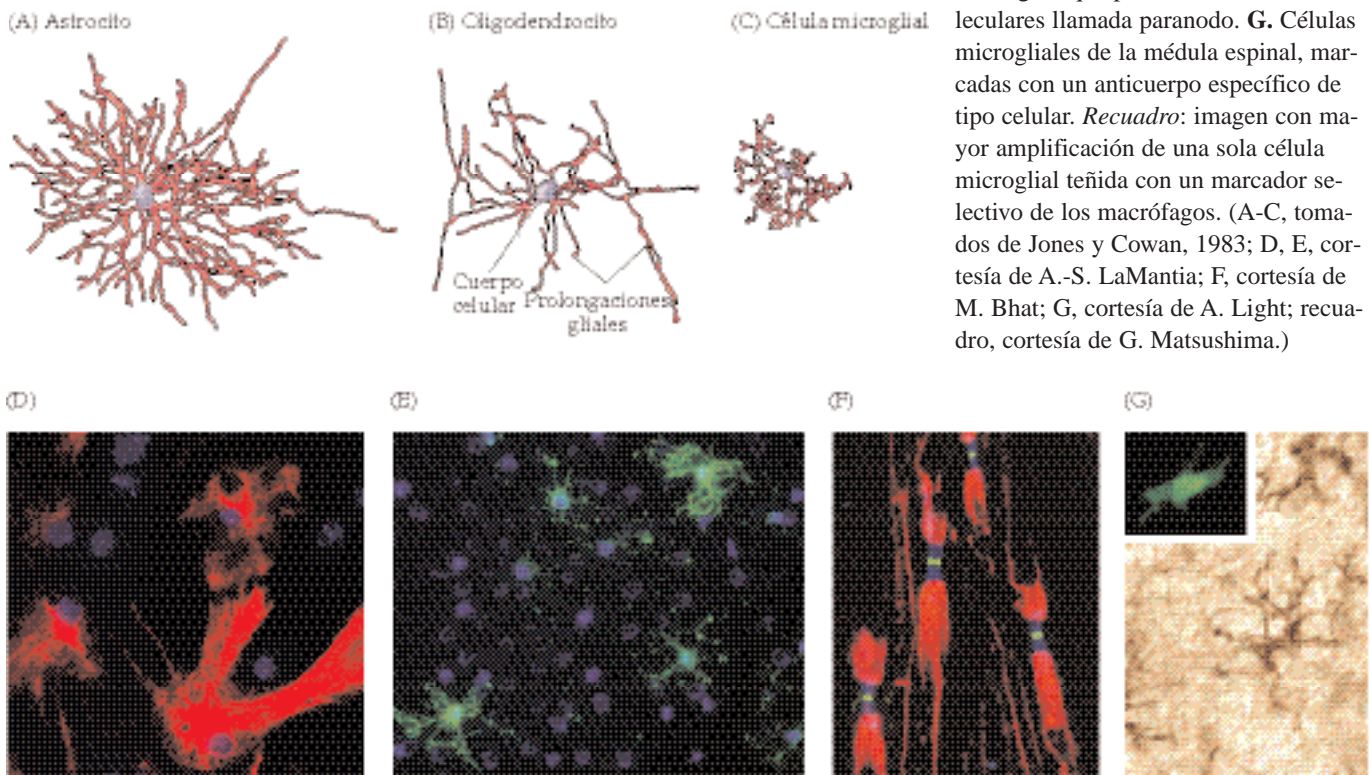 (A) Astrocito
(B) Oligodendrocito
(C) Célula microglial
Cuerpo
celular
Prolongaciones
gliales
leculares llamada paranodo. G. Células
microgliales de la médula espinal, mar-
cadas con un anticuerpo específico de
tipo celular. Recuadro: imagen con ma-
yor amplificación de una sola célula
microglial teñida con un marcador se-
lectivo de los macrófagos. (A-C, toma-
dos de Jones y Cowan, 1983; D, E, cor-
tesía de A.-S. LaMantia; F, cortesía de
M. Bhat; G, cortesía de A. Light; recua-
dro, cortesía de G. Matsushima.)
(D)
(E)
(F)
(G)